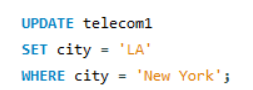 UPDATE telecom1
SET city = 'LA'
WHERE city = 'New York';